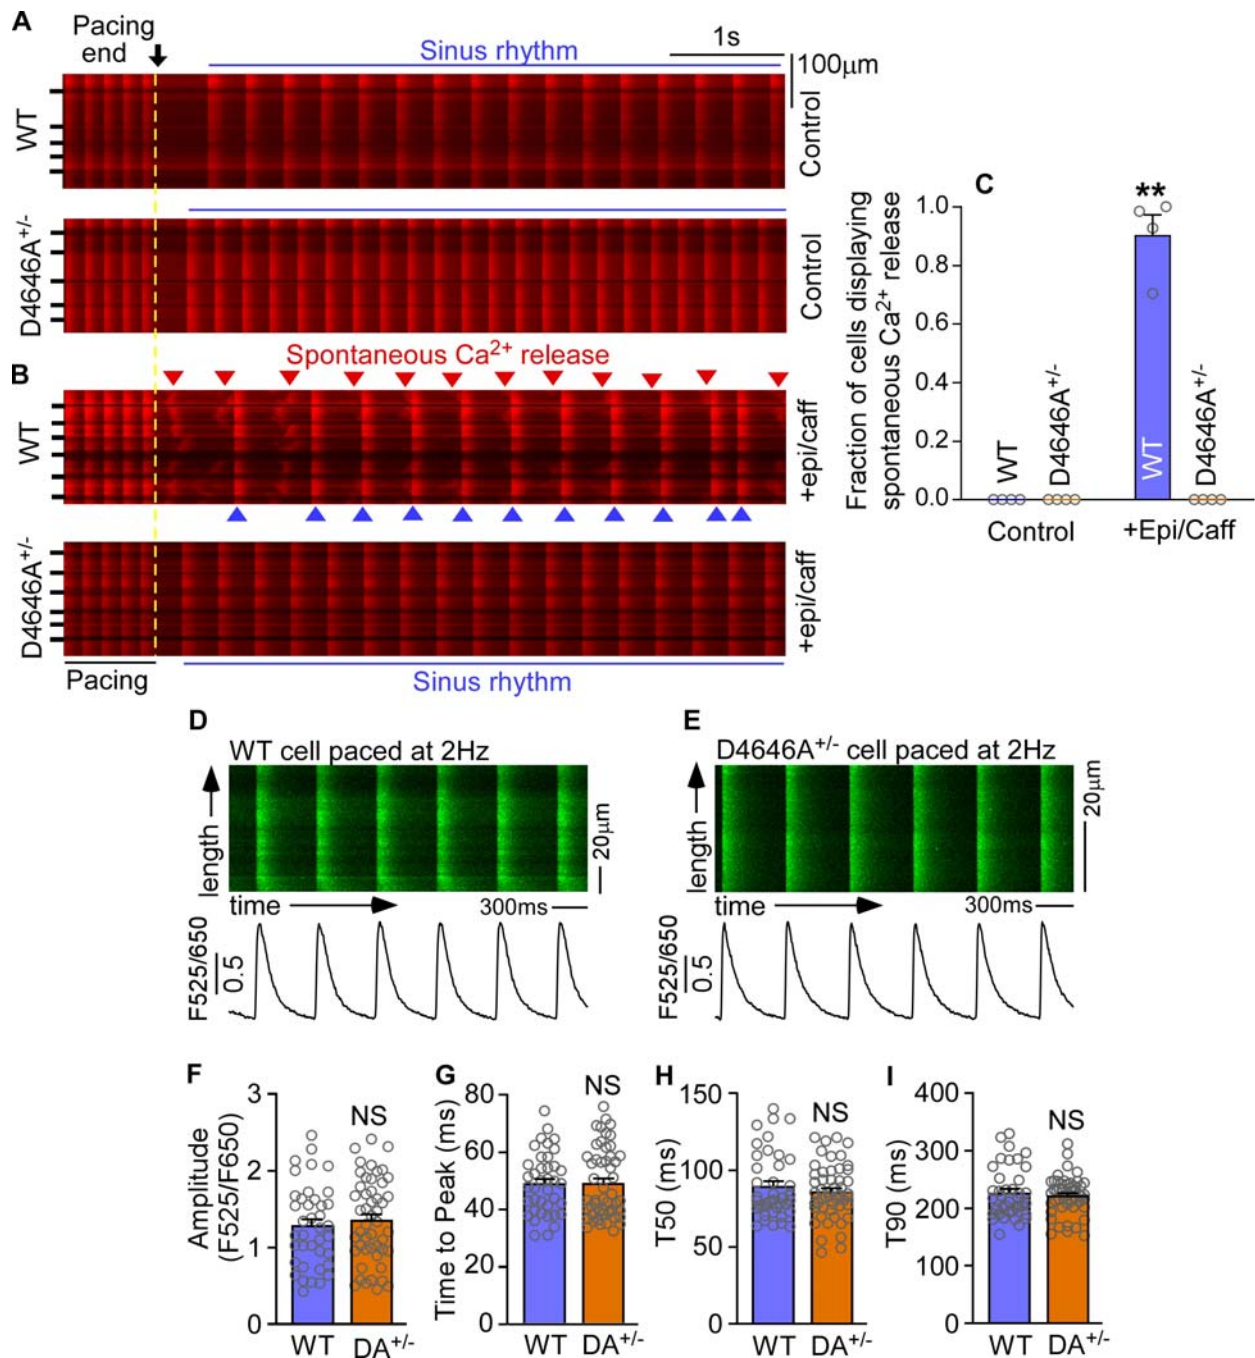 A
Pacing
end
Sinus rhythm
1s
100μm
WT
Control
D4646A+/-
Control
B
Spontaneous Ca2+ release
WT
+epi/caff
D4646A+/-
+epi/caff
Pacing
Sinus rhythm
C
Fraction of cells displaying
spontaneous Ca2+ release
1.0
0.8
0.6
0.4
0.2
0.0
**
WT
D4646A+/-
WT
D4646A+/-
Control
+Epi/Caff
D
WT cell paced at 2Hz
length
20μm
time
300ms
F525/650
0.5
E
D4646A+/- cell paced at 2Hz
length
20μm
time
300ms
F525/650
0.5
F
Amplitude
(F525/F650)
3
2
1
0
NS
WT
DA+/-
G
Time to Peak (ms)
80
60
40
20
0
NS
WT
DA+/-
H
T50 (ms)
150
100
50
0
NS
WT
DA+/-
I
T90 (ms)
400
300
200
100
0
NS
WT
DA+/-